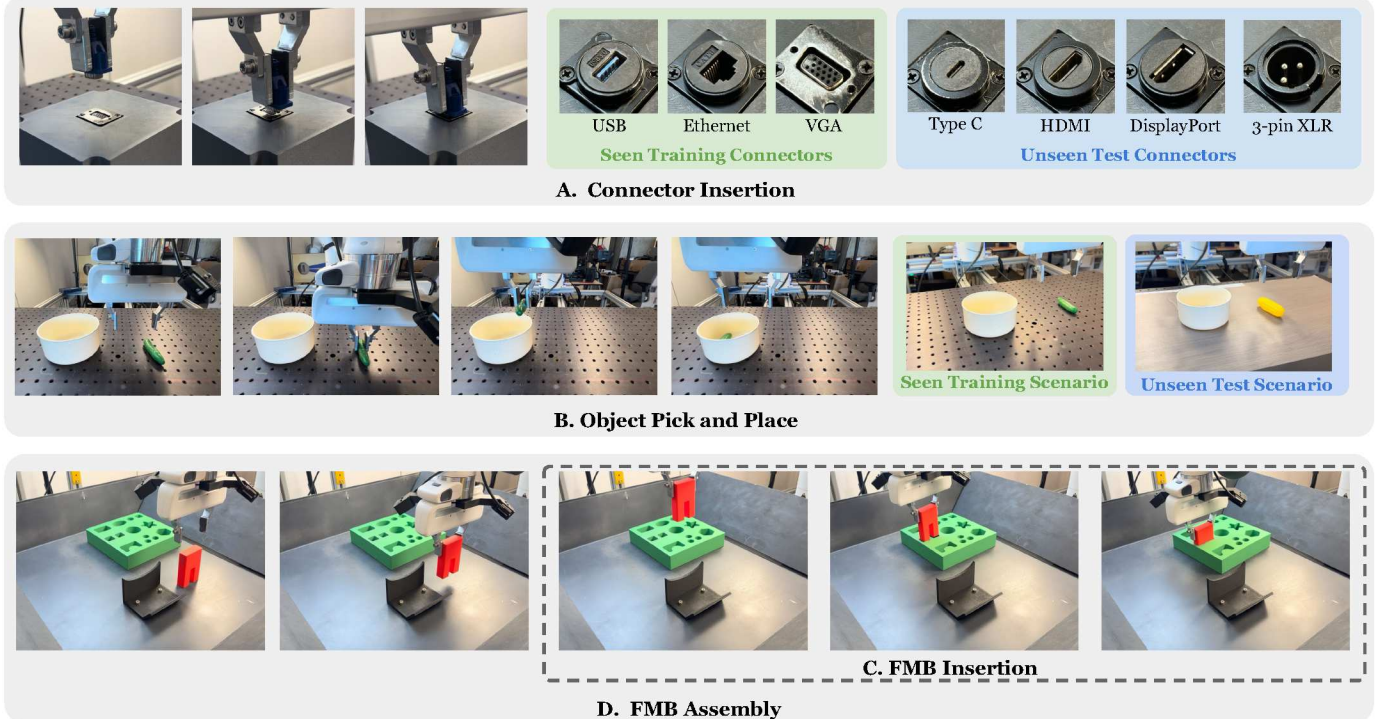 USB
Ethernet
VGA
Seen Training Connectors
Type C
HDMI
DisplayPort
3-pin XLR
Unseen Test Connectors
A. Connector Insertion
Seen Training Scenario
Unseen Test Scenario
B. Object Pick and Place
C. FMB Insertion
D. FMB Assembly